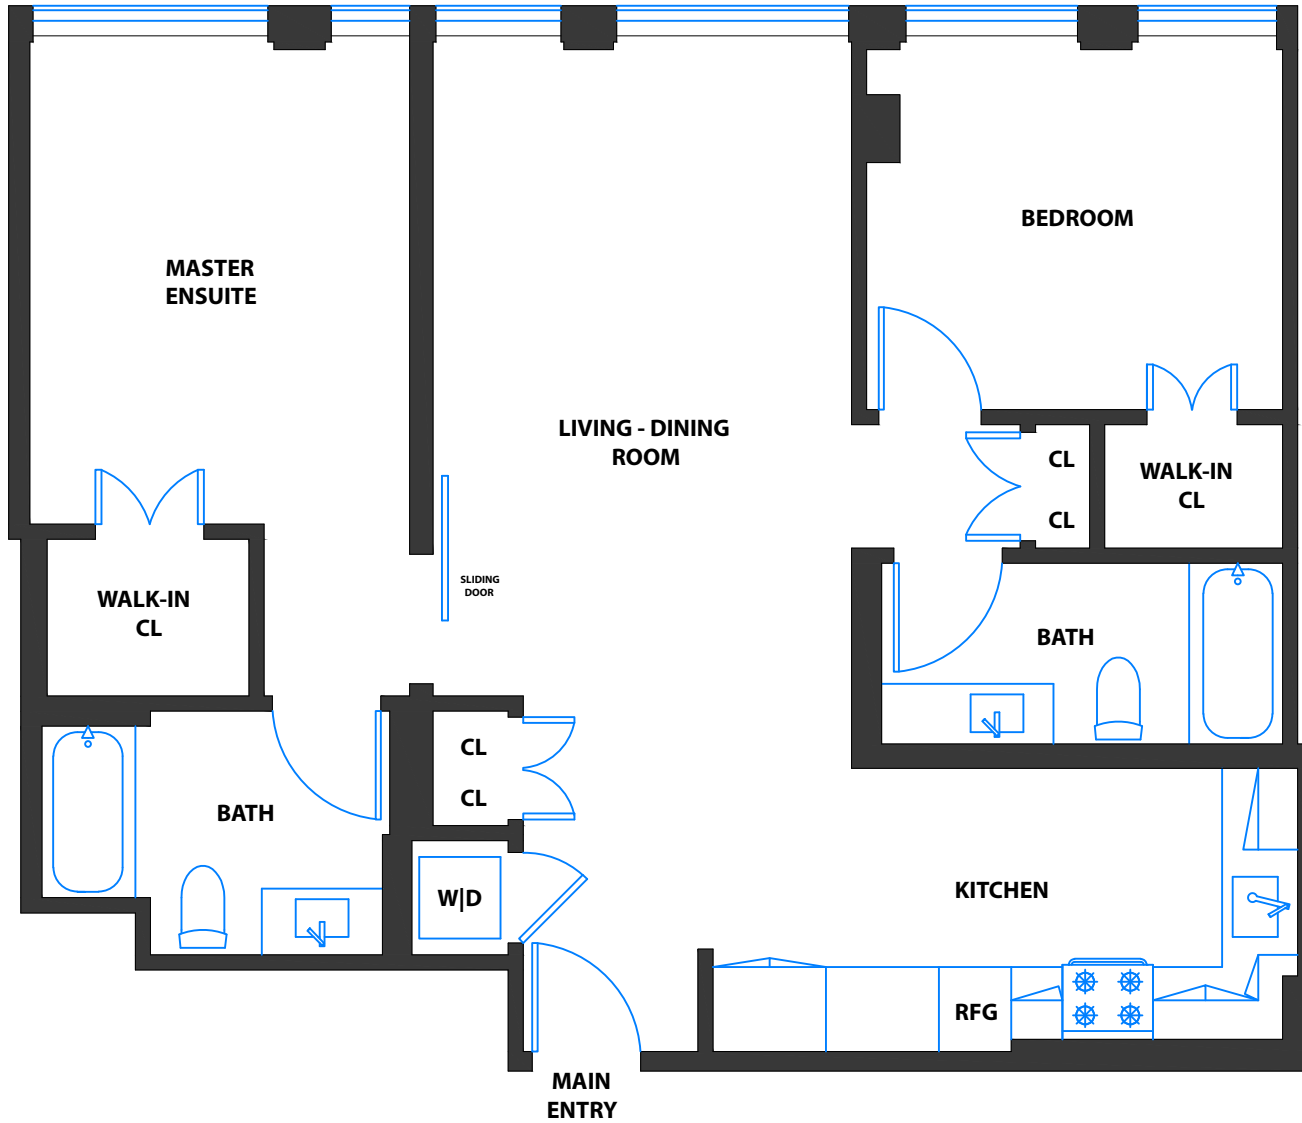 BEDROOM
MASTER
ENSUITE
LIVING - DINING
ROOM
CL
CL
WALK-IN
CL
SLIDING
DOOR
WALK-IN
CL
BATH
CL
CL
BATH
W|D
KITCHEN
RFG
MAIN
ENTRY